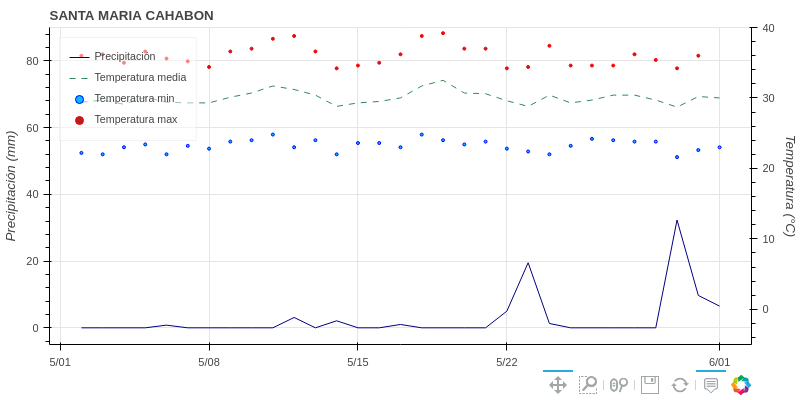 SANTA MARIA CAHABON
Precipitación
Temperatura media
Temperatura min
Temperatura max
Precipitación (mm)
80
60
40
20
0
Temperatura (°C)
40
30
20
10
0
5/01
5/08
5/15
5/22
6/01